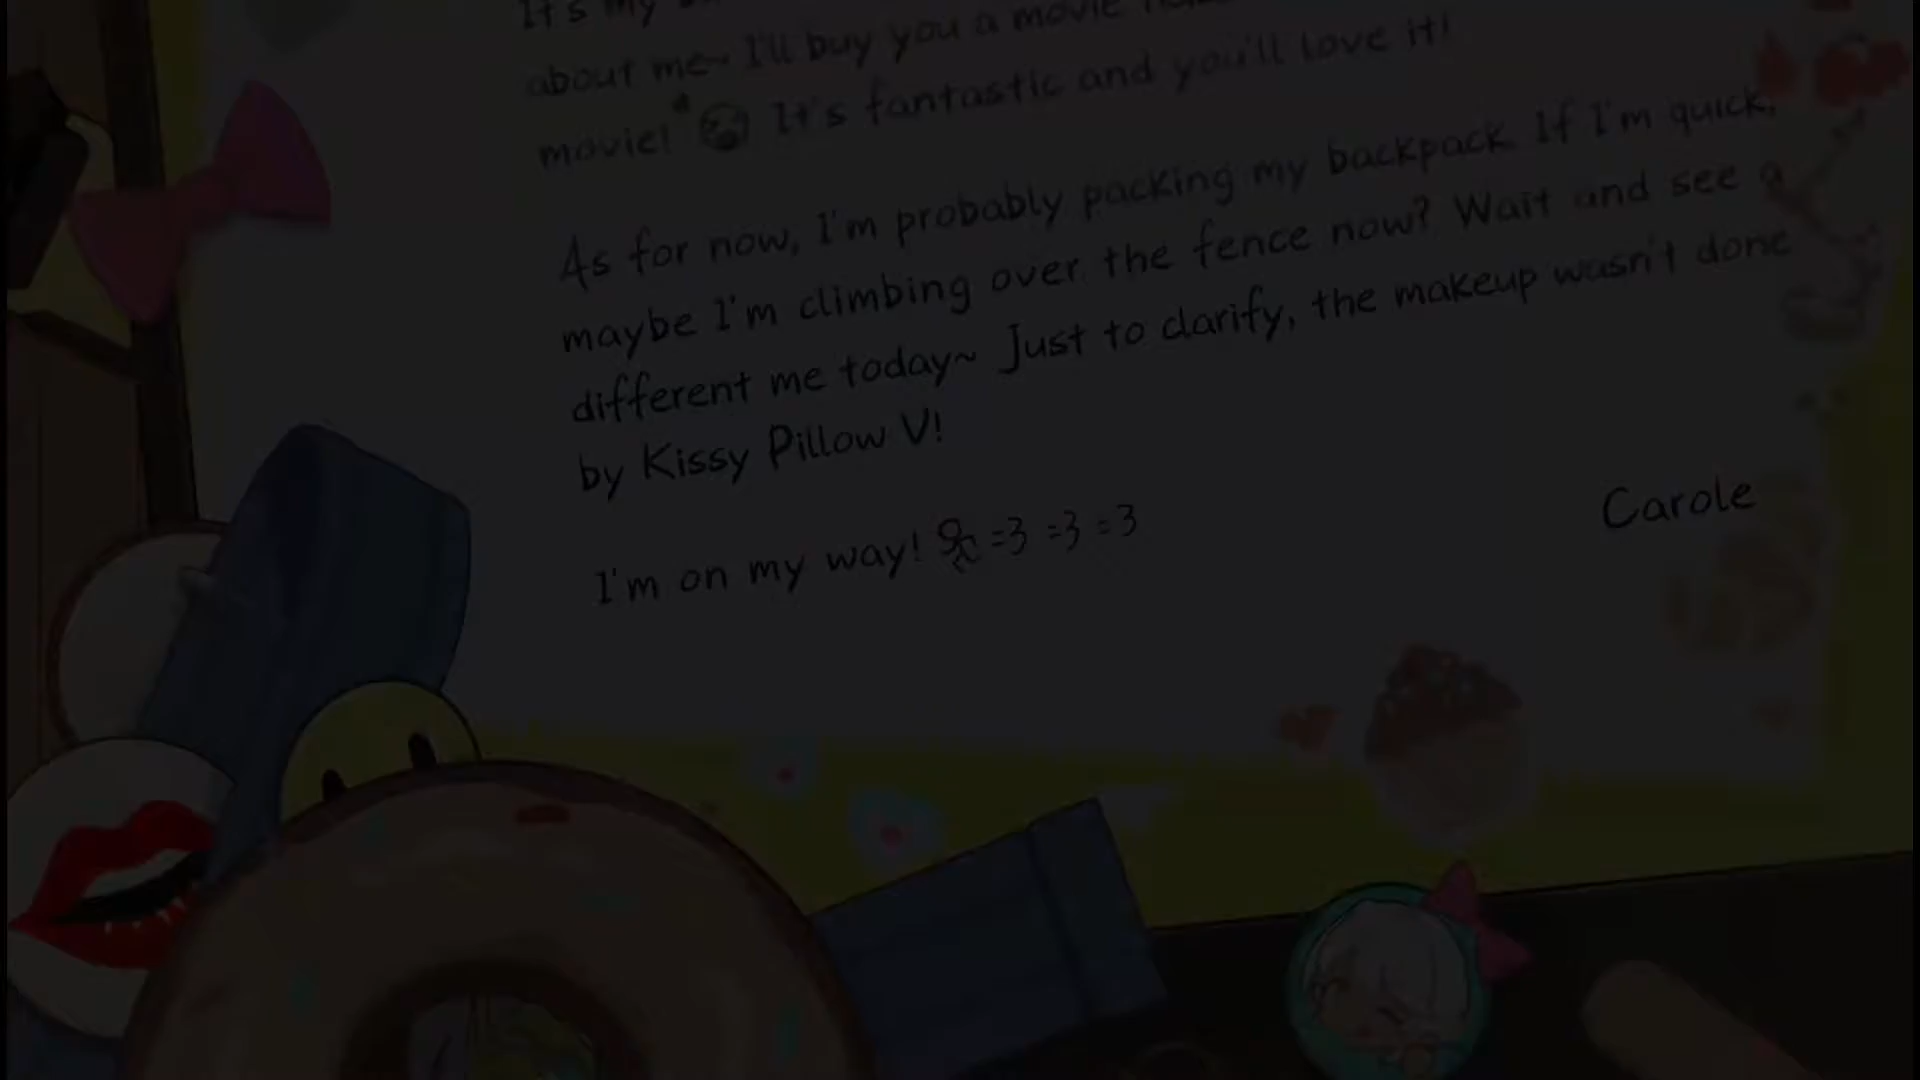 It's my
about me~ I'll buy you a movie
movie! It's fantastic and you'll love it!
As for now, I'm probably packing my backpack. If I'm quick,
maybe I'm climbing over the fence now? Wait and see a
different me today~ Just to clarify, the makeup wasn't done
by Kissy Pillow V!
I'm on my way! =3 =3 =3
Carole